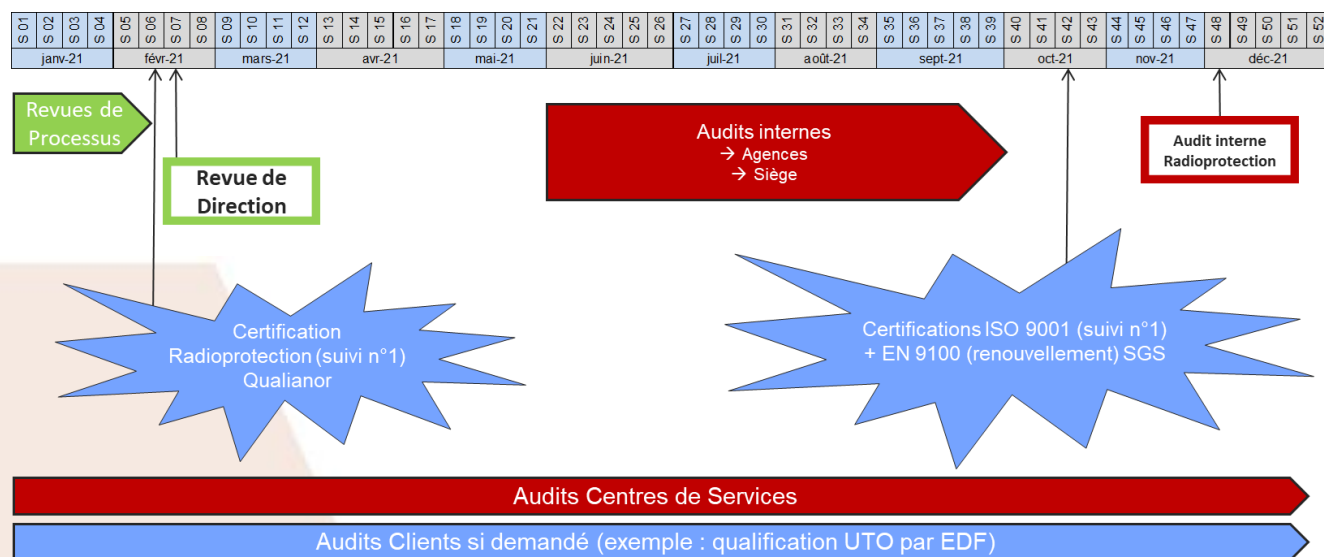 S 01 S 02 S 03 S 04 S 05 S 06 S 07 S 08 S 09 S 10 S 11 S 12 S 13 S 14 S 15 S 16 S 17 S 18 S 19 S 20 S 21 S 22 S 23 S 24 S 25 S 26 S 27 S 28 S 29 S 30 S 31 S 32 S 33 S 34 S 35 S 36 S 37 S 38 S 39 S 40 S 41 S 42 S 43 S 44 S 45 S 46 S 47 S 48 S 49 S 50 S 51 S 52
janv-21 févr-21 mars-21 avr-21 mai-21 juin-21 juil-21 août-21 sept-21 oct-21 nov-21 déc-21
Revues de
Processus
Revue de
Direction
Audits internes
→ Agences
→ Siège
Audit interne
Radioprotection
Certification
Radioprotection (suivi n°1)
Qualianor
Certifications ISO 9001 (suivi n°1)
+ EN 9100 (renouvellement) SGS
Audits Centres de Services
Audits Clients si demandé (exemple : qualification UTO par EDF)